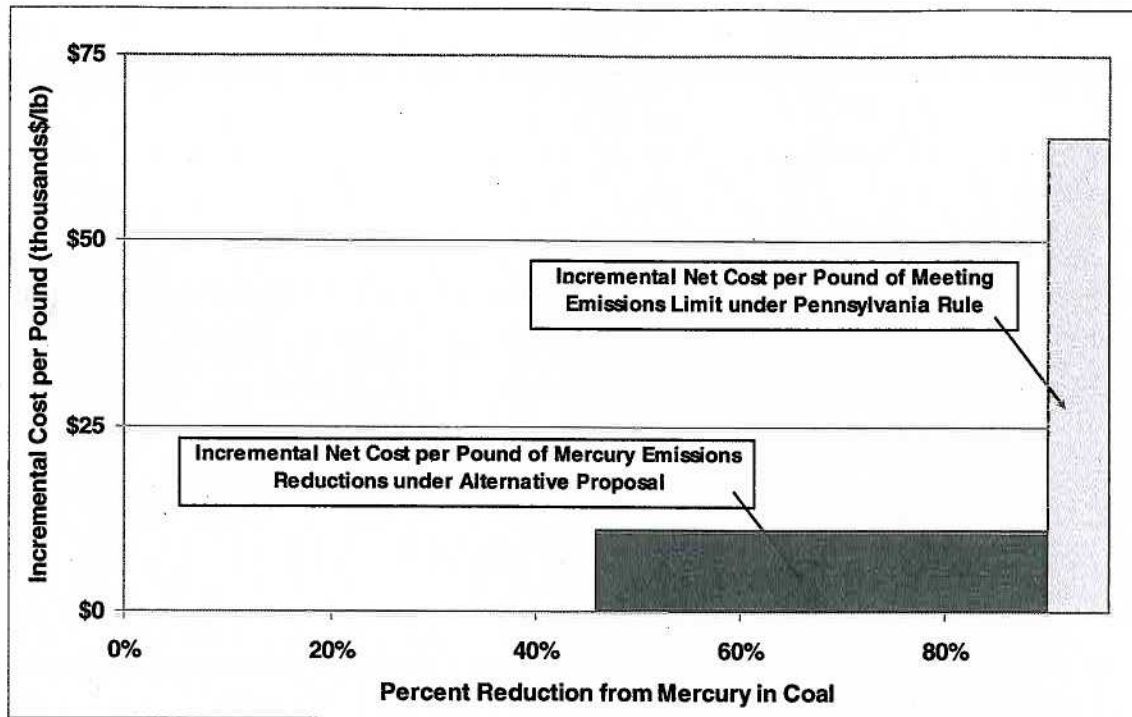 Incremental Cost per Pound (thousands$/lb)
$75
$50
$25
$0
Incremental Net Cost per Pound of Meeting
Emissions Limit under Pennsylvania Rule
Incremental Net Cost per Pound of Mercury Emissions
Reductions under Alternative Proposal
0%
20%
40%
60%
80%
Percent Reduction from Mercury in Coal